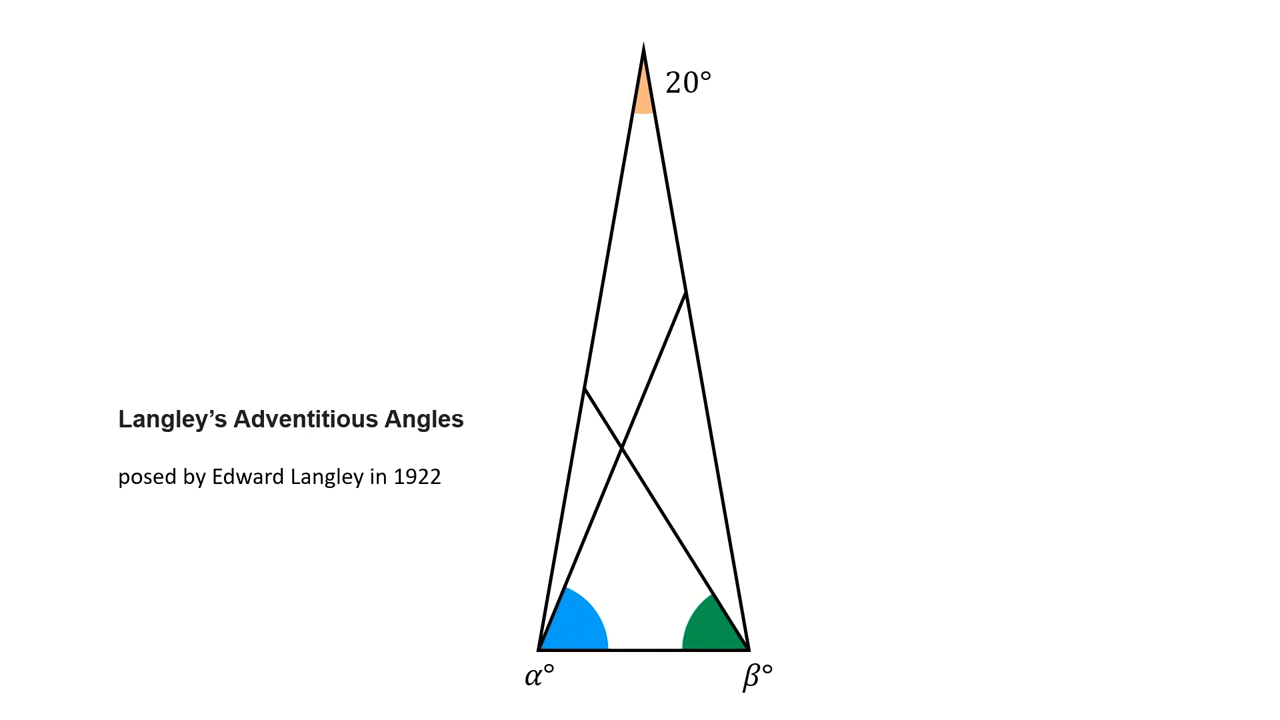 20°
Langley’s Adventitious Angles
posed by Edward Langley in 1922
α° β°